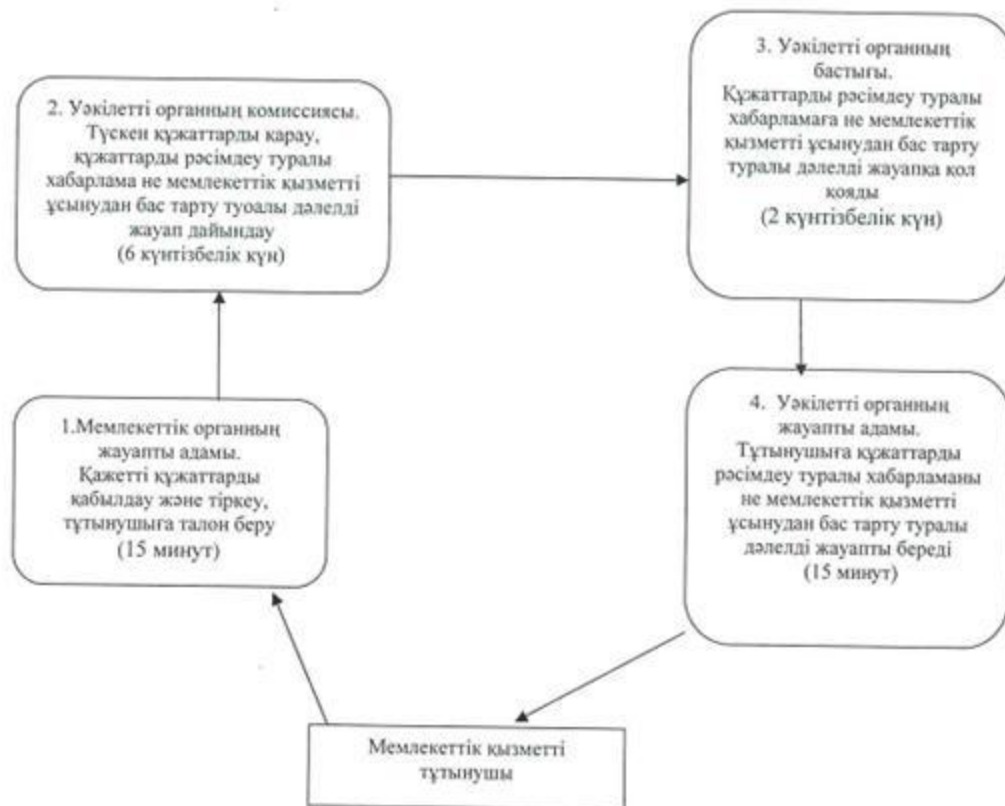 1.Мемлекеттік органның
жауапты адамы.
Қажетті құжаттарды
қабылдау және тіркеу,
тұтынушыға талон беру
(15 минут)
2. Уәкілетті органның комиссиясы.
Түскен құжаттарды қарау,
құжаттарды рәсімдеу туралы
хабарлама не мемлекеттік қызметті
ұсынудан бас тарту туоалы дәлелді
жауап дайындау
(6 күнтізбелік күн)
3. Уәкілетті органның
бастығы.
Құжаттарды рәсімдеу туралы
хабарламаға не мемлекеттік
қызметті ұсынудан бас тарту
туралы дәлелді жауапқа қол
қояды
(2 күнтізбелік күн)
4. Уәкілетті органның
жауапты адамы.
Тұтынушыға құжаттарды
рәсімдеу туралы хабарламаны
не мемлекеттік қызметті
ұсынудан бас тарту туралы
дәлелді жауапты береді
(15 минут)
Мемлекеттік қызметті
тұтынушы